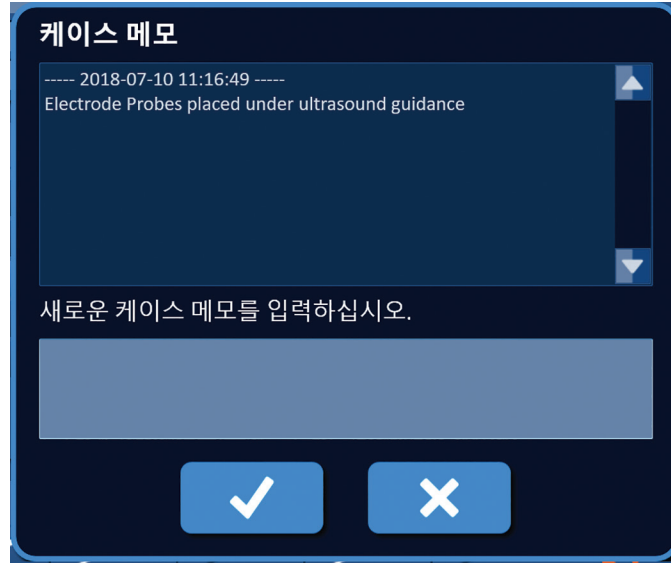 케이스 메모
----- 2018-07-10 11:16:49 -----
Electrode Probes placed under ultrasound guidance
새로운 케이스 메모를 입력하십시오.